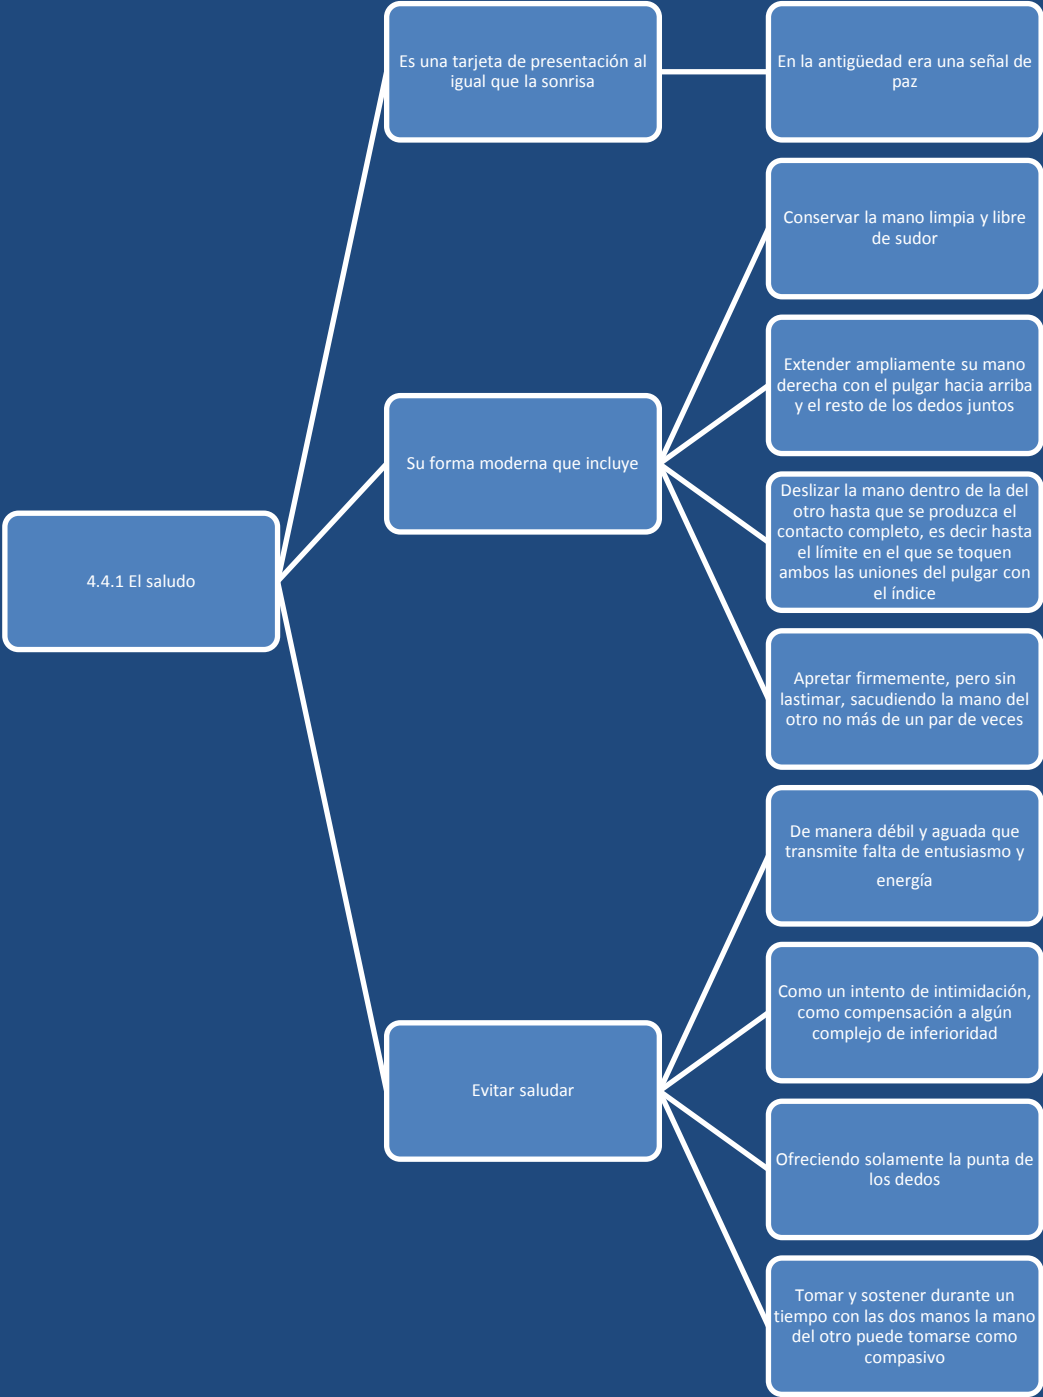 4.4.1 El saludo
Es una tarjeta de presentación al
igual que la sonrisa
En la antigüedad era una señal de
paz
Su forma moderna que incluye
Conservar la mano limpia y libre
de sudor
Extender ampliamente su mano
derecha con el pulgar hacia arriba
y el resto de los dedos juntos
Deslizar la mano dentro de la del
otro hasta que se produzca el
contacto completo, es decir hasta
el límite en el que se toquen
ambos las uniones del pulgar con
el índice
Apretar firmemente, pero sin
lastimar, sacudiendo la mano del
otro no más de un par de veces
Evitar saludar
De manera débil y aguada que
transmite falta de entusiasmo y
energía
Como un intento de intimidación,
como compensación a algún
complejo de inferioridad
Ofreciendo solamente la punta de
los dedos
Tomar y sostener durante un
tiempo con las dos manos la mano
del otro puede tomarse como
compasivo